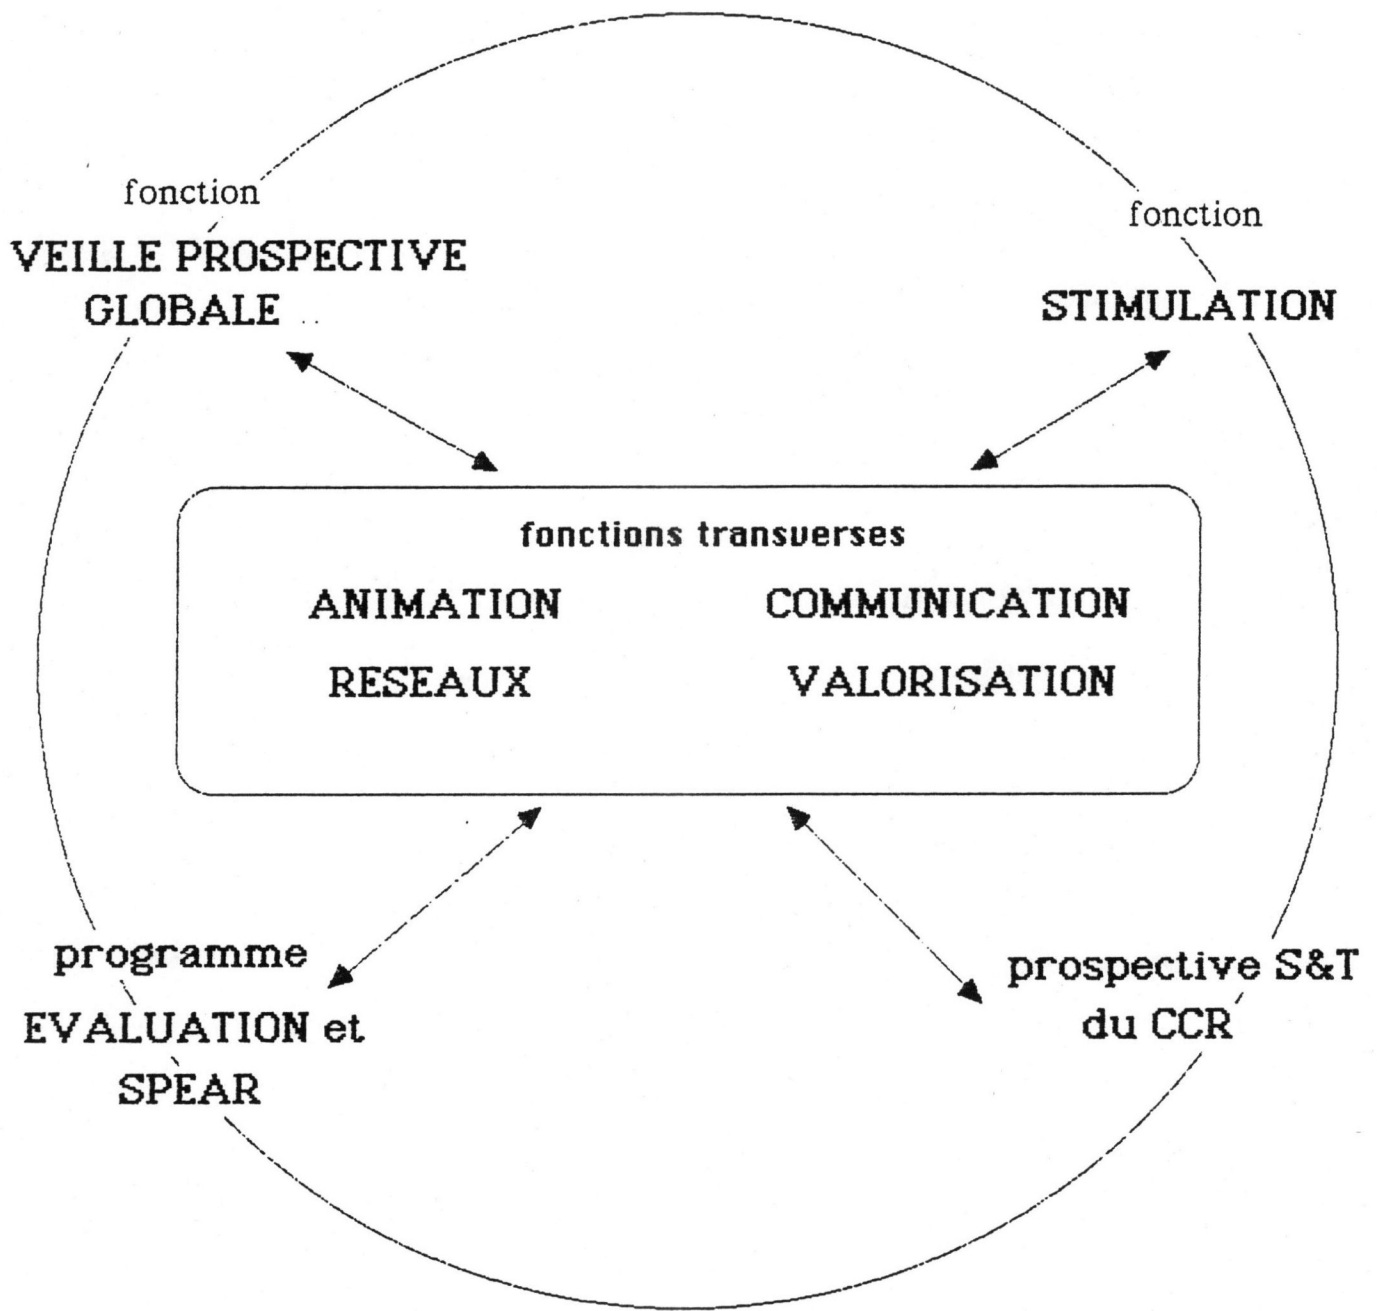 fonction
VEILLE PROSPECTIVE
GLOBALE
fonction
STIMULATION
fonctions transverses
ANIMATION
COMMUNICATION
RESEAUX
VALORISATION
programme
EVALUATION et
SPEAR
prospective S&T
du CCR